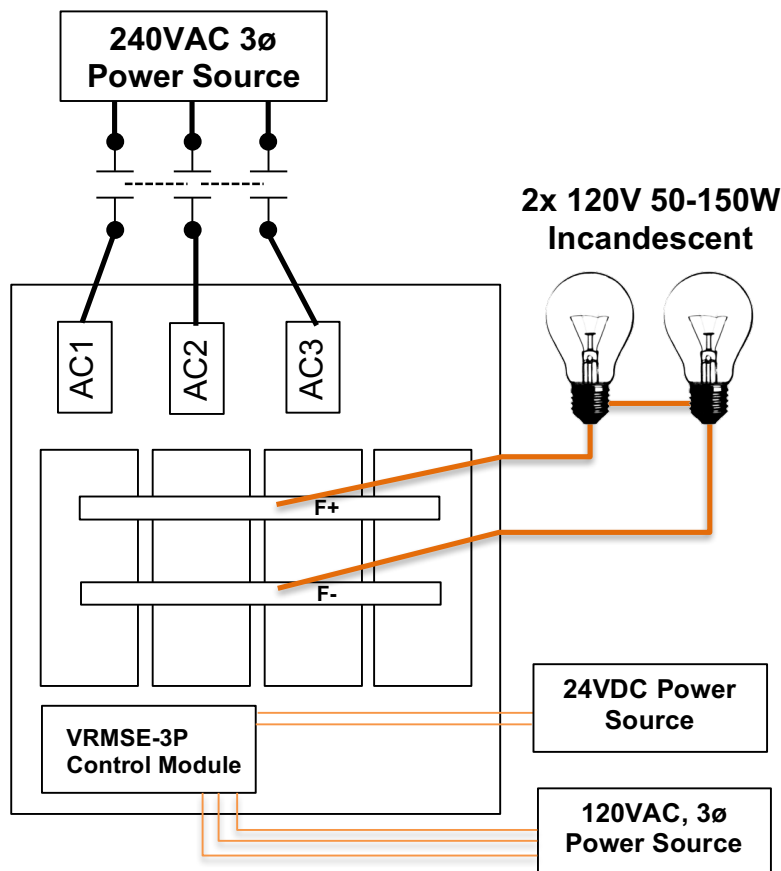 240VAC 3ø
Power Source
2x 120V 50-150W
Incandescent
AC1
AC2
AC3
F+
F-
VRMSE-3P
Control Module
24VDC Power
Source
120VAC, 3ø
Power Source